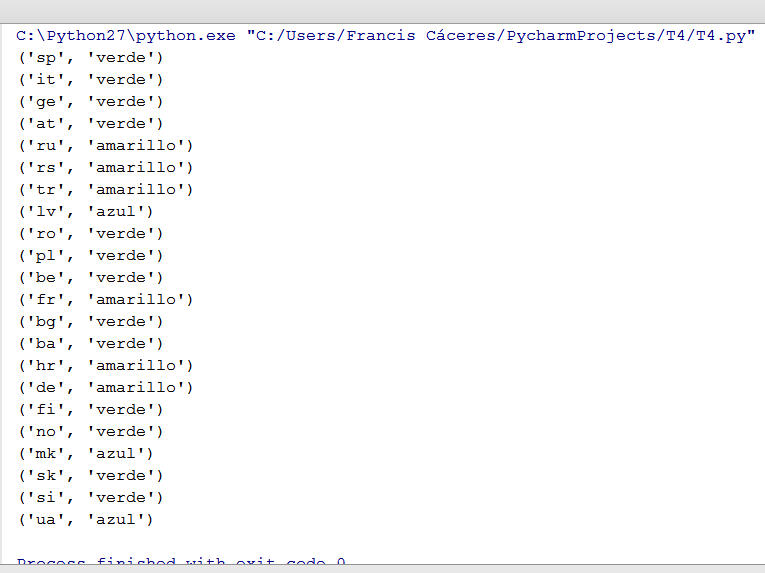 C:\Python27\python.exe "C:/Users/Francis Cáceres/PycharmProjects/T4/T4.py"
('sp', 'verde')
('it', 'verde')
('ge', 'verde')
('at', 'verde')
('ru', 'amarillo')
('rs', 'amarillo')
('tr', 'amarillo')
('lv', 'azul')
('ro', 'verde')
('pl', 'verde')
('be', 'verde')
('fr', 'amarillo')
('bg', 'verde')
('ba', 'verde')
('hr', 'amarillo')
('de', 'amarillo')
('fi', 'verde')
('no', 'verde')
('mk', 'azul')
('sk', 'verde')
('si', 'verde')
('ua', 'azul')
Process finished with exit code 0